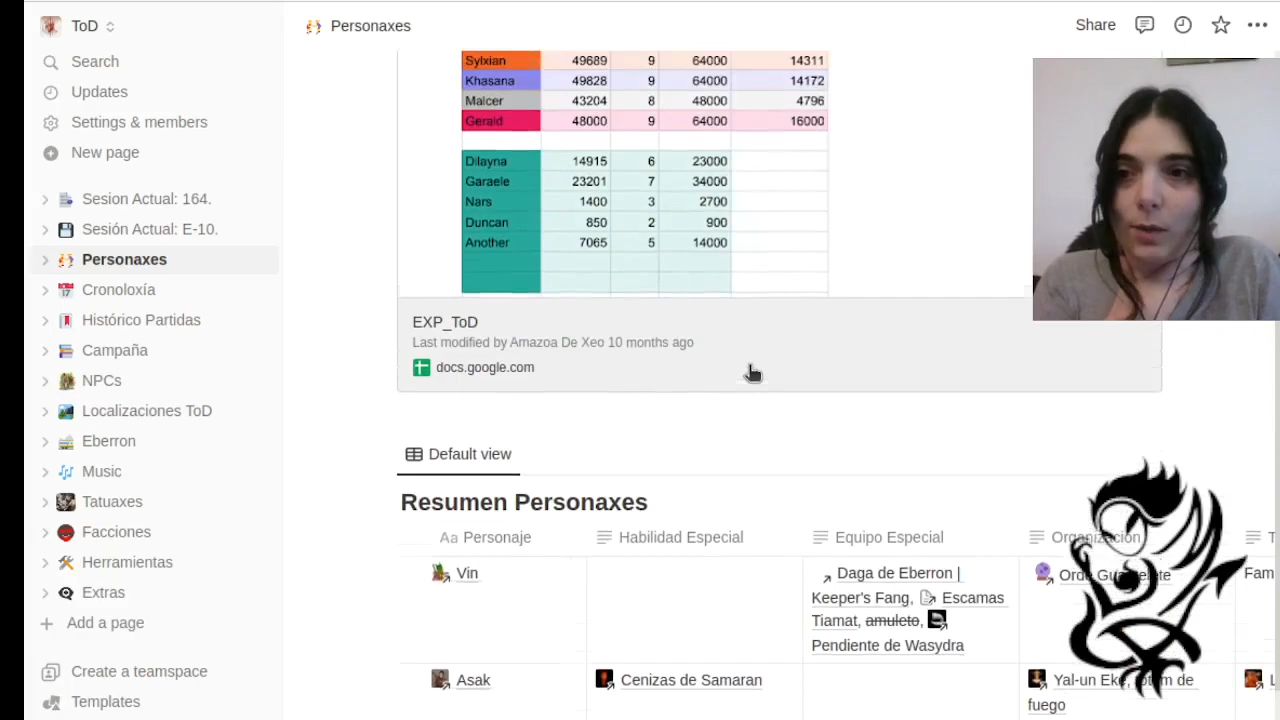 ToD
Search
Updates
Settings & members
New page
Sesion Actual: 164.
Sesión Actual: E-10.
Personaxes
Cronoloxía
Histórico Partidas
Campaña
NPCs
Localizaciones ToD
Eberron
Music
Tatuaxes
Facciones
Herramientas
Extras
Add a page
Create a teamspace
Templates
Personaxes
Share
Sylxian 49689 9 64000 14311
Khasana 49828 9 64000 14172
Malcer 43204 8 48000 4796
Gerald 48000 9 64000 16000
Dilayna 14915 6 23000
Garaele 23201 7 34000
Nars 1400 3 2700
Duncan 850 2 900
Another 7065 5 14000
EXP_ToD
Last modified by Amazoa De Xeo 10 months ago
docs.google.com
Default view
Resumen Personaxes
Aa Personaje Habilidad Especial Equipo Especial Organización T
Vin
Daga de Eberron |
Keeper's Fang, Escamas
Tiamat, amuleto,
Pendiente de Wasydra
Fam
Asak Cenizas de Samaran
Yal-un Eke, totem de
fuego
L